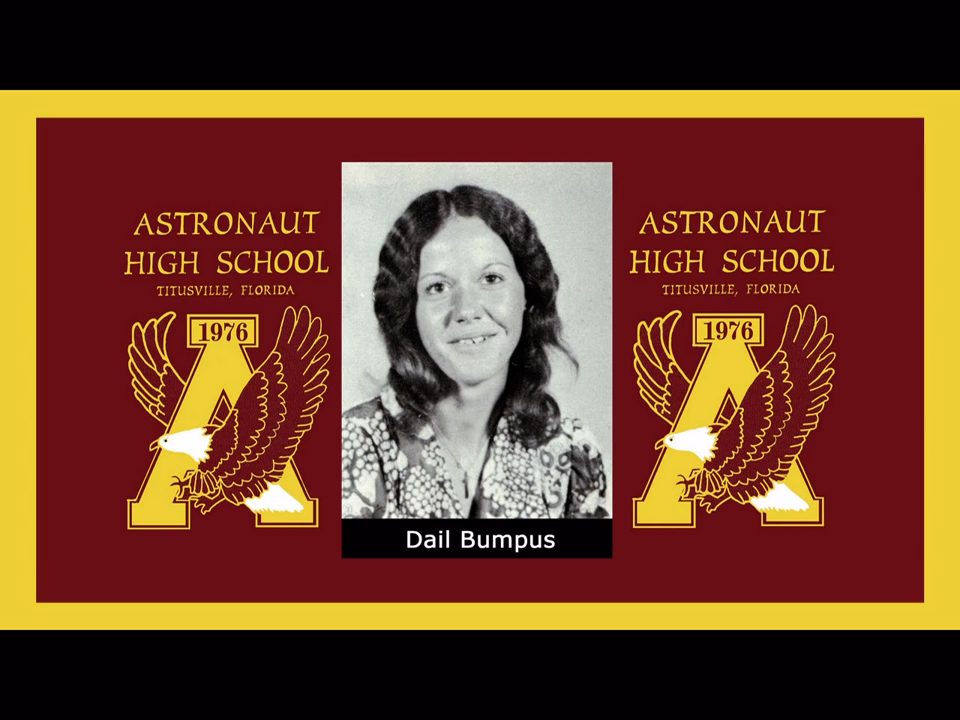 ASTRONAUT
HIGH SCHOOL
TITUSVILLE, FLORIDA
1976
Dail Bumpus
ASTRONAUT
HIGH SCHOOL
TITUSVILLE, FLORIDA
1976